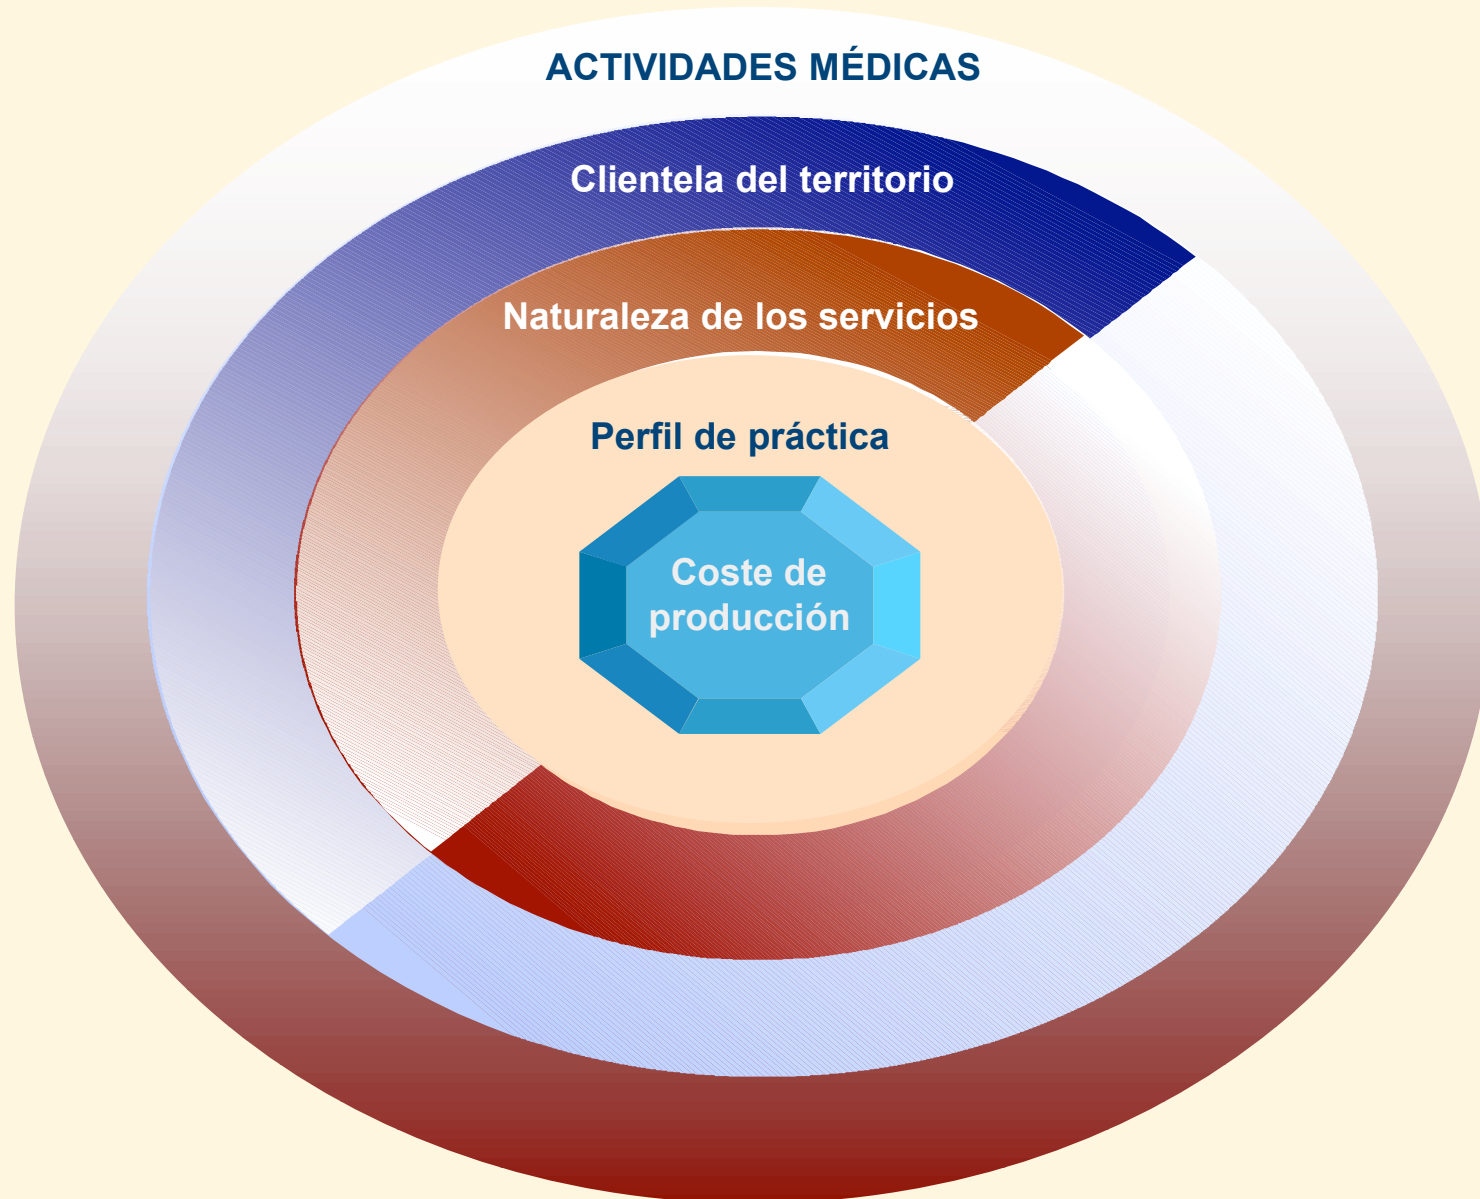 ACTIVIDADES MÉDICAS
Clientela del territorio
Naturaleza de los servicios
Perfil de práctica
Coste de
producción